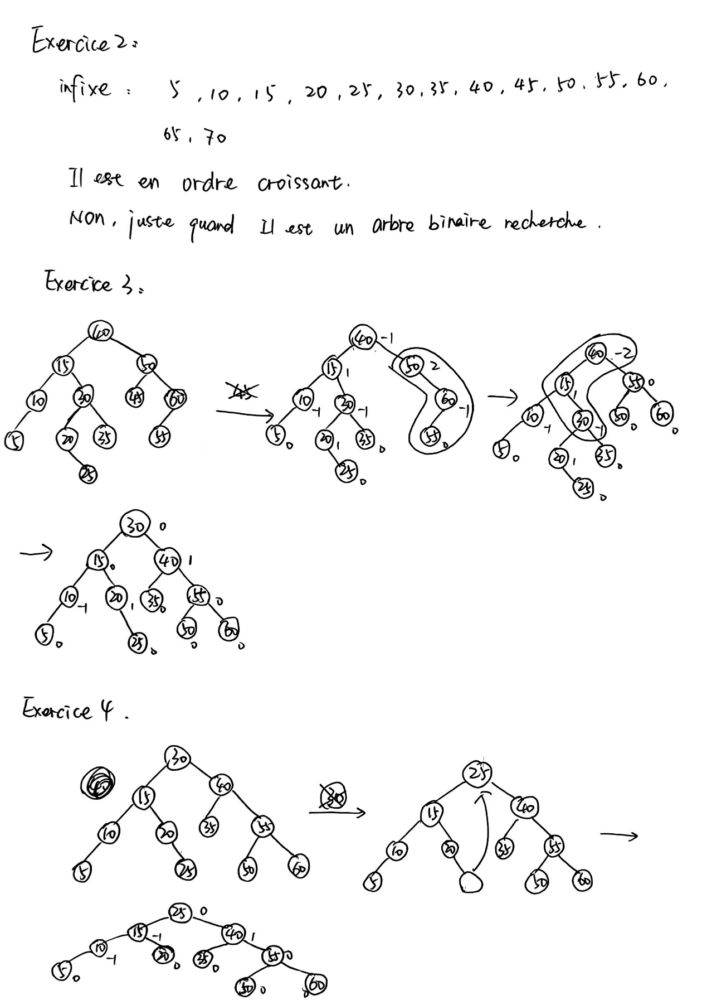 Exercice 2 :
infixe : 5 , 10 , 15 , 20 , 25 , 30 , 35 , 40 , 45 , 50 , 55 , 60 ,
65 , 70
Il est en ordre croissant.
Non, juste quand Il est un arbre binaire recherche .
Exercice 3 :
40
15 50
10 30 45 60
5 20 35 55
25
45
40 -1
15 1 50 2
10 -1 30 -1 60 -1
5 0 20 1 35 0 55 0
25 0
40 -2
15 1 55 0
10 -1 30 -1 50 0 60 0
5 0 20 1 35 0
25 0
30 0
15 0 40 1
10 -1 20 1 35 0 55 0
5 0 25 0 50 0 60 0
Exercice 4 .
30
15 40
10 20 35 55
5 25 50 60
30
25
15 40
10 20 35 55
5 50 60
25 0
15 -1 40 1
10 -1 20 0 35 0 55 0
5 0 50 0 60 0